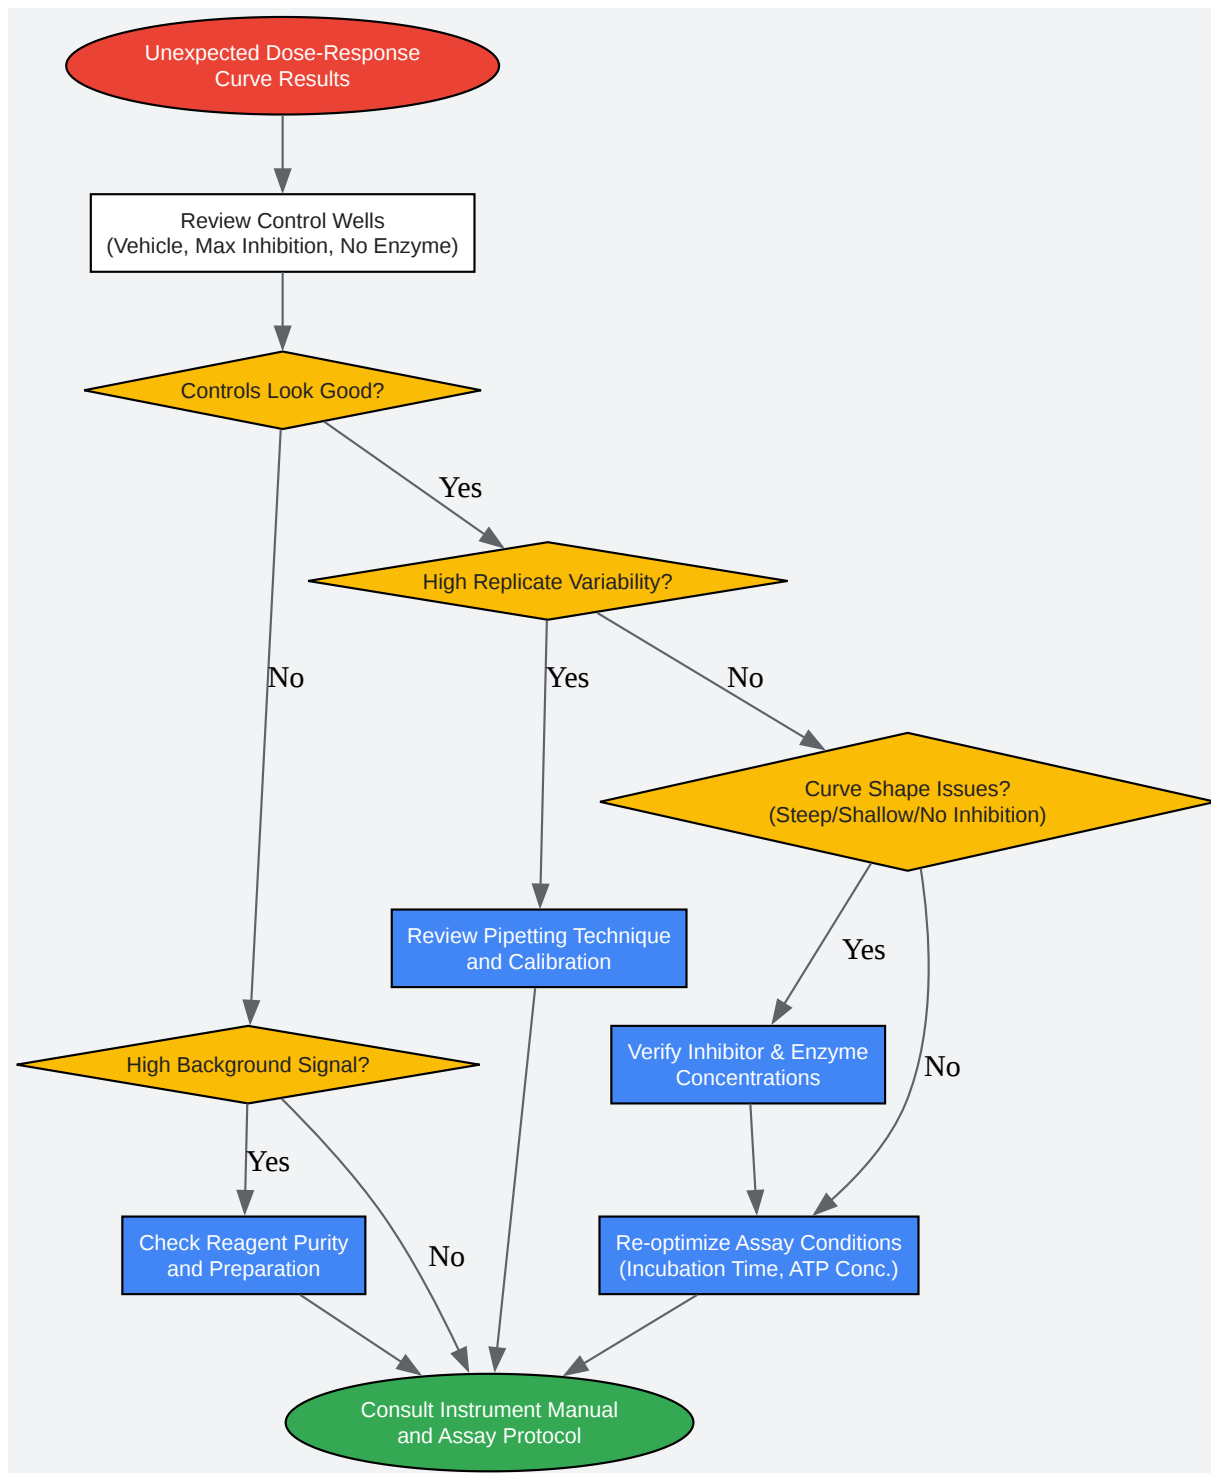 Unexpected Dose-Response
Curve Results
Review Control Wells
(Vehicle, Max Inhibition, No Enzyme)
Controls Look Good?
Yes
High Replicate Variability?
No
Yes
No
Curve Shape Issues?
(Steep/Shallow/No Inhibition)
Review Pipetting Technique
and Calibration
Yes
Verify Inhibitor & Enzyme
Concentrations
High Background Signal?
No
Yes
Check Reagent Purity
and Preparation
No
Re-optimize Assay Conditions
(Incubation Time, ATP Conc.)
Consult Instrument Manual
and Assay Protocol